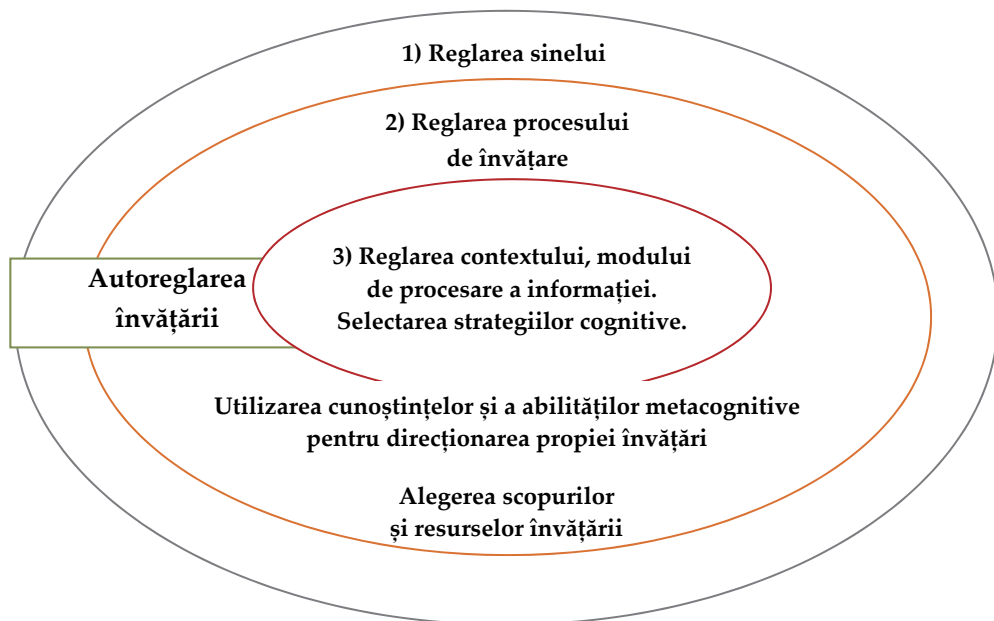 1) Reglarea sinelui
2) Reglarea procesului
de învățare
3) Reglarea contextului, modului
de procesare a informației.
Selectarea strategiilor cognitive.
Autoreglarea
învățării
Utilizarea cunoștințelor și a abilităților metacognitive
pentru direcționarea propiei învățări
Alegerea scopurilor
și resurselor învățării